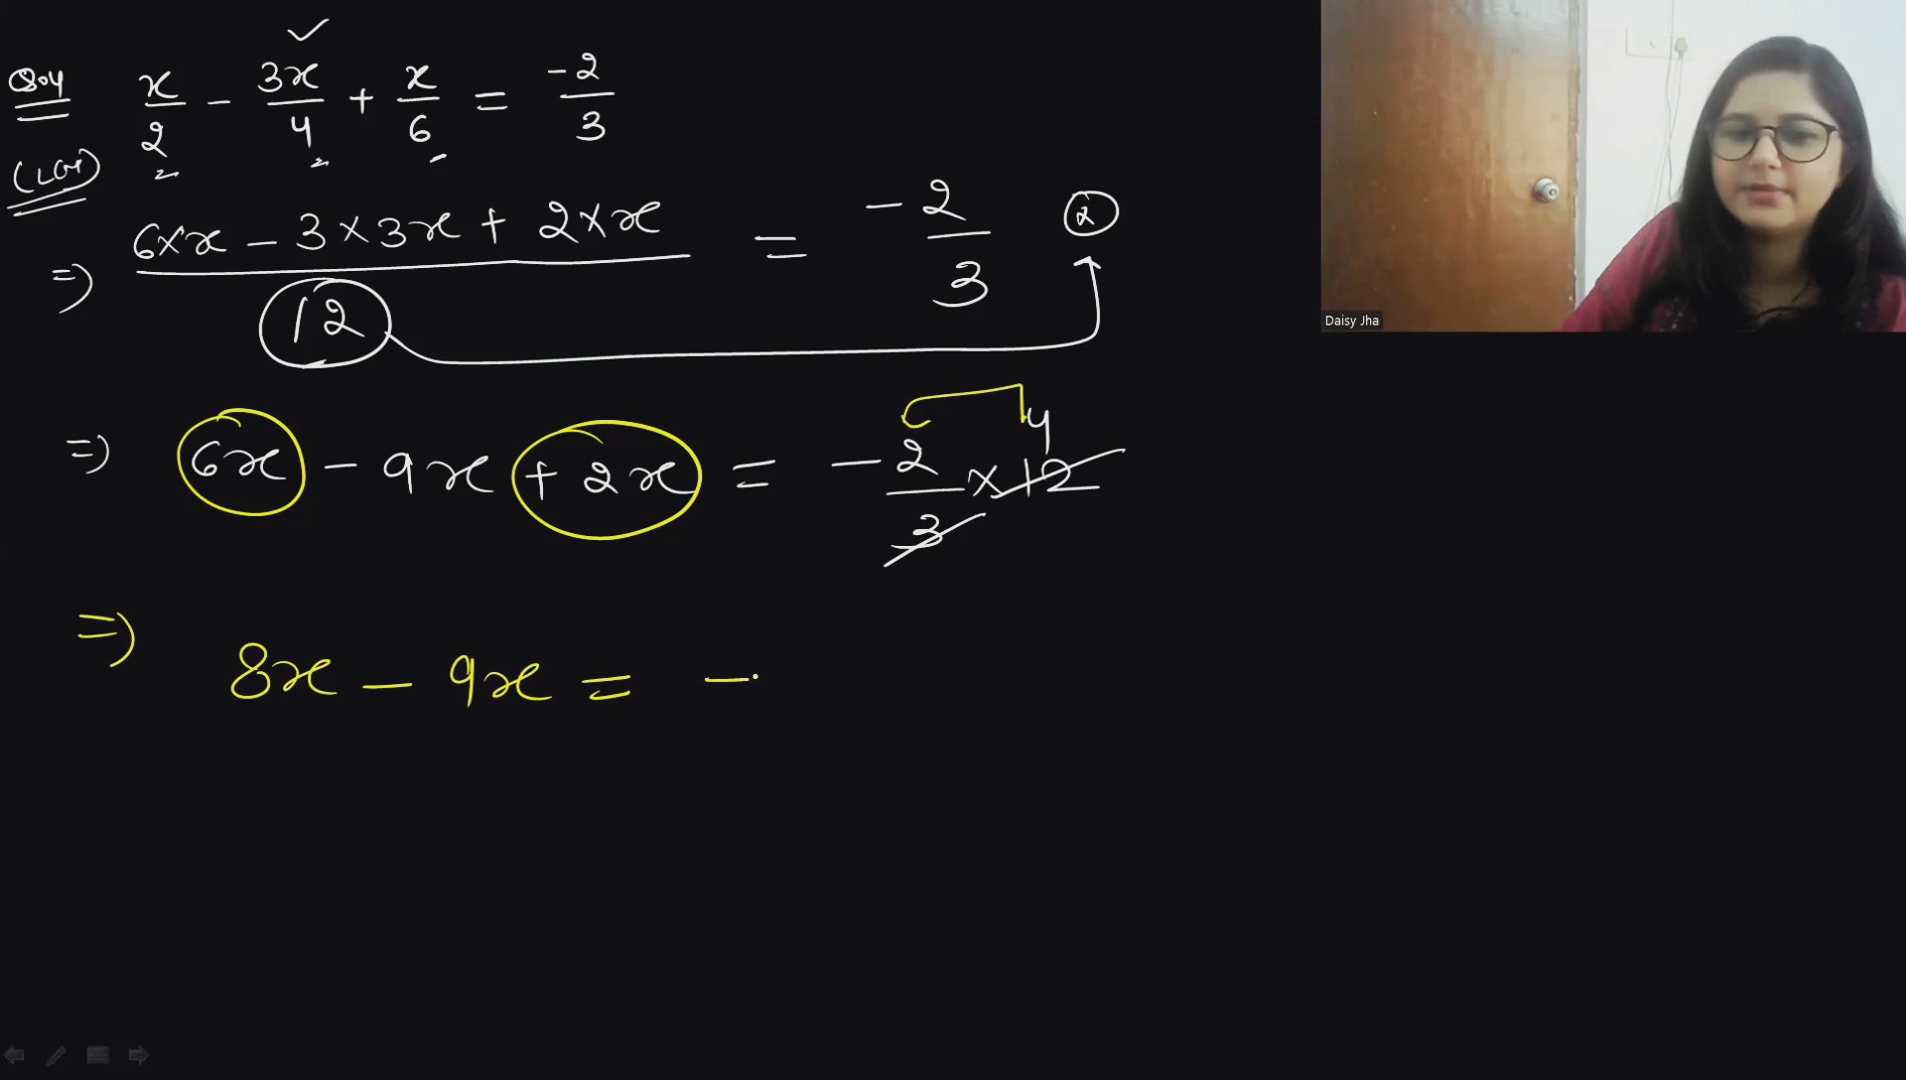 Q.4 x/2 - 3x/4 + x/6 = -2/3
(LCM)
=> 6×x - 3×3x + 2×x / 12 = -2/3
=> 6x - 9x + 2x = -2/3 × 12 4
=> 8x - 9x = -
Daisy Jha